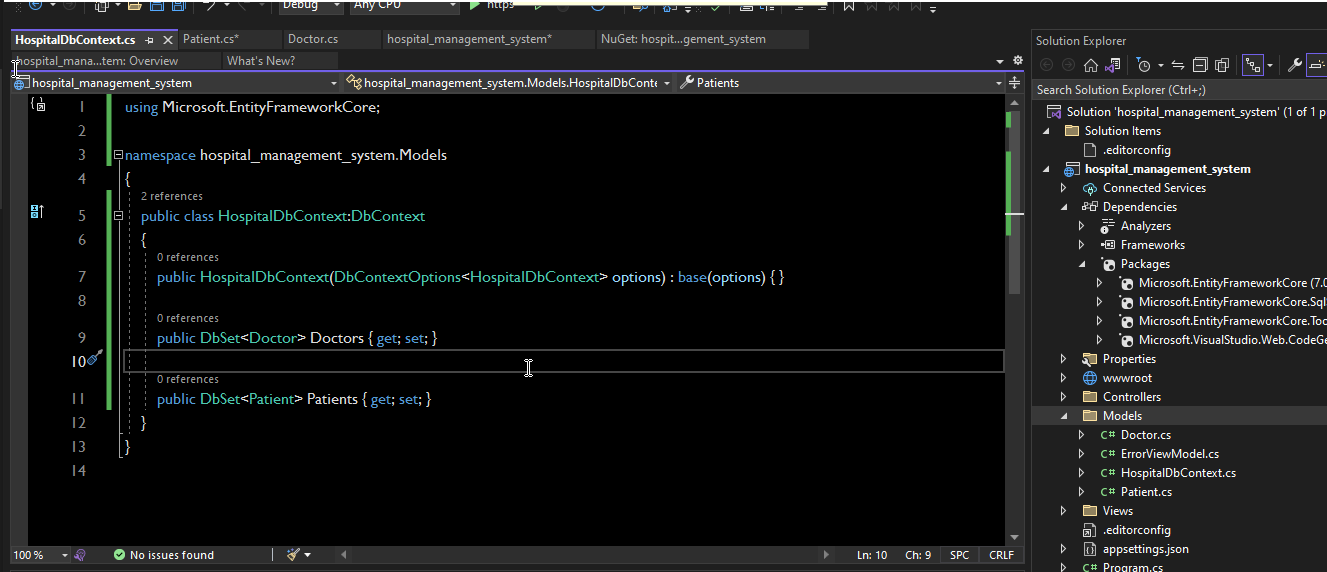 Debug Any CPU https
HospitalDbContext.cs Patient.cs* Doctor.cs hospital_management_system* NuGet: hospit...gement_system
hospital_mana...tem: Overview What's New?
hospital_management_system hospital_management_system.Models.HospitalDbConte Patients
1 using Microsoft.EntityFrameworkCore;
2
3 namespace hospital_management_system.Models
4 {
2 references
5 public class HospitalDbContext:DbContext
6 {
0 references
7 public HospitalDbContext(DbContextOptions<HospitalDbContext> options) : base(options) { }
8
0 references
9 public DbSet<Doctor> Doctors { get; set; }
10
0 references
11 public DbSet<Patient> Patients { get; set; }
12 }
13 }
14
100 % No issues found Ln: 10 Ch: 9 SPC CRLF
Solution Explorer
Search Solution Explorer (Ctrl+;)
Solution 'hospital_management_system' (1 of 1 p
Solution Items
.editorconfig
hospital_management_system
Connected Services
Dependencies
Analyzers
Frameworks
Packages
Microsoft.EntityFrameworkCore (7.0
Microsoft.EntityFrameworkCore.Sql
Microsoft.EntityFrameworkCore.Too
Microsoft.VisualStudio.Web.CodeGe
Properties
wwwroot
Controllers
Models
C# Doctor.cs
C# ErrorViewModel.cs
C# HospitalDbContext.cs
C# Patient.cs
Views
.editorconfig
appsettings.json
C# Program.cs